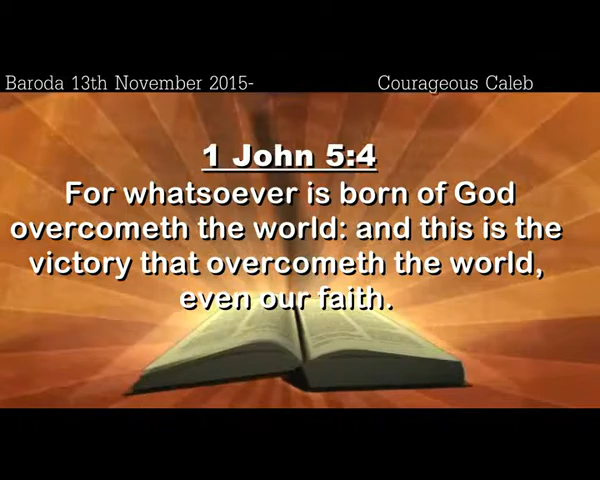 Baroda 13th November 2015- Courageous Caleb
1 John 5:4
For whatsoever is born of God
overcometh the world: and this is the
victory that overcometh the world,
even our faith.